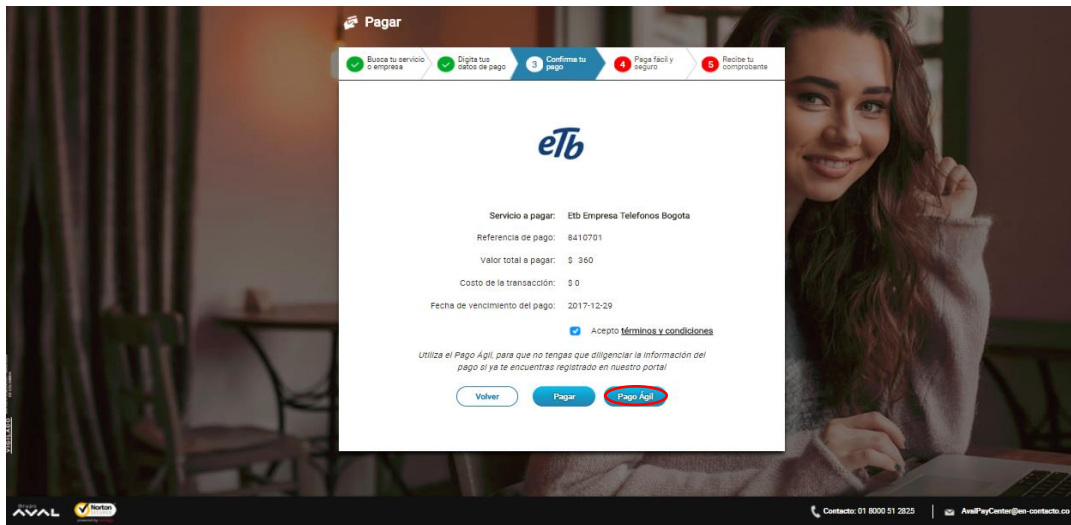 Pagar
Busca tu servicio
o empresa
Digita tus
datos de pago
3
Confirma tu
pago
4
Paga fácil y
seguro
5
Recibe tu
comprobante
eTb
Servicio a pagar: Etb Empresa Telefonos Bogota
Referencia de pago: 8410701
Valor total a pagar: $ 360
Costo de la transacción: $ 0
Fecha de vencimiento del pago: 2017-12-29
Acepto términos y condiciones
Utiliza el Pago Ágil, para que no tengas que diligenciar la información del
pago si ya te encuentras registrado en nuestro portal
Volver
Pagar
Pago Ágil
VIGILADO
Grupo
AVAL
Norton
Contacto: 01 8000 51 2825
AvalPayCenter@en-contacto.co